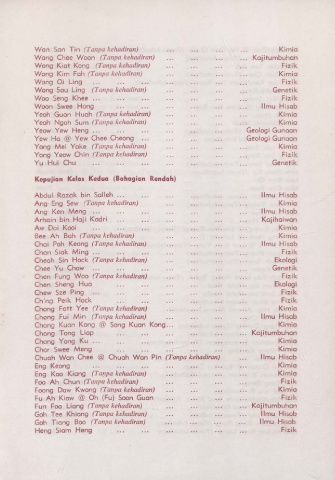 Wan San Tin (Tanpa kehadiran) ... ... ... ... Kimia
Wong Chee Woon (Tanpa kehadiran) ... ... ... ... Kajitumbuhan
Wong Kiat Kong (Tanpa kehadiran) ... ... ... ... Fizik
Wong Kim Fah (Tanpa kehadiran) ... ... ... ... Kimia
Wong Oi Ling ... ... ... ... ... ... Fizik
Wong Sau Ling (Tanpa kehadiran) ... ... ... ... Genetik
Woo Seng Khee ... ... ... ... ... ... Fizik
Woon Swee Hong ... ... ... ... ... ... Ilmu Hisab
Yeoh Guan Huah (Tanpa kehadiran) ... ... ... ... Kimia
Yeoh Ngoh Sum (Tanpa kehadiran) ... ... ... ... Kimia
Yeow Yew Heng ... ... ... ... ... ... Geologi Gunaan
Yew Ho @ Yew Chee Cheong ... ... ... ... Geologi Gunaan
Yong Mei Yoke (Tanpa kehadiran) ... ... ... ... Kimia
Yong Yeow Chin (Tanpa kehadiran) ... ... ... ... Fizik
Yu Hui Chu ... ... ... ... ... ... Genetik
Kepujian Kelas Kedua (Bahagian Rendah)
Abdul Razak bin Salleh ... ... ... ... ... Ilmu Hisab
Ang Eng Sew (Tanpa kehadiran) ... ... ... ... Kimia
Ang Ken Meng ... ... ... ... ... ... Ilmu Hisab
Arbain bin Haji Kadri ... ... ... ... Kajihaiwan
Aw Dai Kooi ... ... ... ... ... ... Kimia
Bee Ah Bah (Tanpa kehadiran) ... ... ... ... Kimia
Chai Pah Keong (Tanpa kehadiran) ... ... ... ... Ilmu Hisab
Chan Siak Ming ... ... ... ... ... ... Fizik
Cheah Sin Hock (Tanpa kehadiran) ... ... ... ... Ekologi
Chee Yu Chow ... ... ... ... ... ... Genetik
Chen Fung Woo (Tanpa kehadiran) ... ... ... ... Fizik
Chen Sheng Hua ... ... ... ... ... ... Ekologi
Chew Sze Ping ... ... ... ... ... ... Fizik
Ch'ng Peik Hock ... ... ... ... ... ... Fizik
Chong Fatt Yee (Tanpa kehadiran) ... ... ... ... Kimia
Chong Fui Min (Tanpa kehadiran) ... ... ... ... Ilmu Hisab
Chong Kuan Kong @ Song Kuan Kong... ... ... ... Kimia
Chong Tong Liap ... ... ... ... ... ... Kajitumbuhan
Chong Yong Ku ... ... ... ... ... ... Kimia
Chor Swee Meng ... ... ... ... ... ... Kimia
Chuah Wan Chee @ Chuah Wan Pin (Tanpa kehadiran) ... ... Ilmu Hisab
Eng Keong ... ... ... ... ... ... Kimia
Eng Kao Kiang (Tanpa kehadiran) ... ... ... ... Kimia
Foo Ah Chun (Tanpa kehadiran) ... ... ... ... Fizik
Foong Dow Kwong (Tanpa kehadiran) ... ... ... ... Kimia
Fu Ah Kiow @ Oh (Fu) Soon Guan ... ... ... ... Fizik
Fun Foo Liong (Tanpa kehadiran) ... ... ... ... Kajitumbuhan
Goh Tee Khiong (Tanpa kehadiran) ... ... ... ... Ilmu Hisab
Goh Tiong Boo (Tanpa kehadiran) ... ... ... ... Ilmu Hisab
Heng Siam Heng ... ... ... ... ... ... Fizik